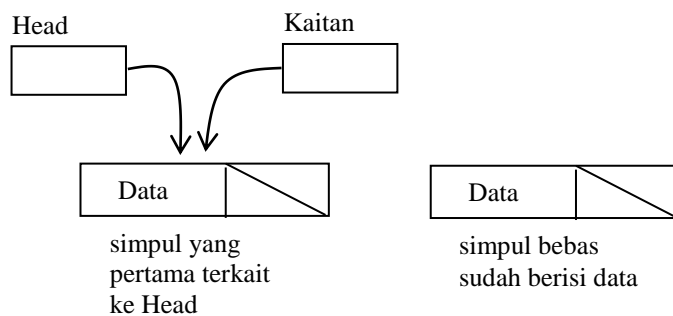 Head
Kaitan
Data
Data
simpul yang
pertama terkait
ke Head
simpul bebas
sudah berisi data